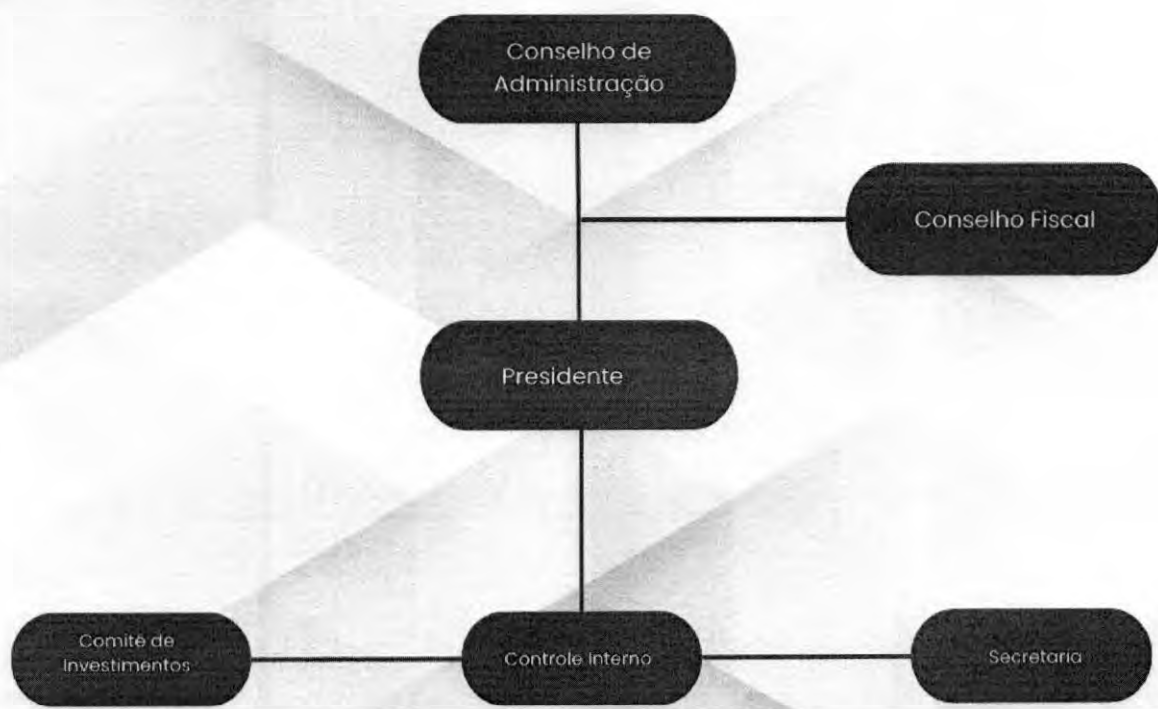 Conselho de
Administração
Conselho Fiscal
Presidente
Comitê de
Investimentos
Controle Interno
Secretaria